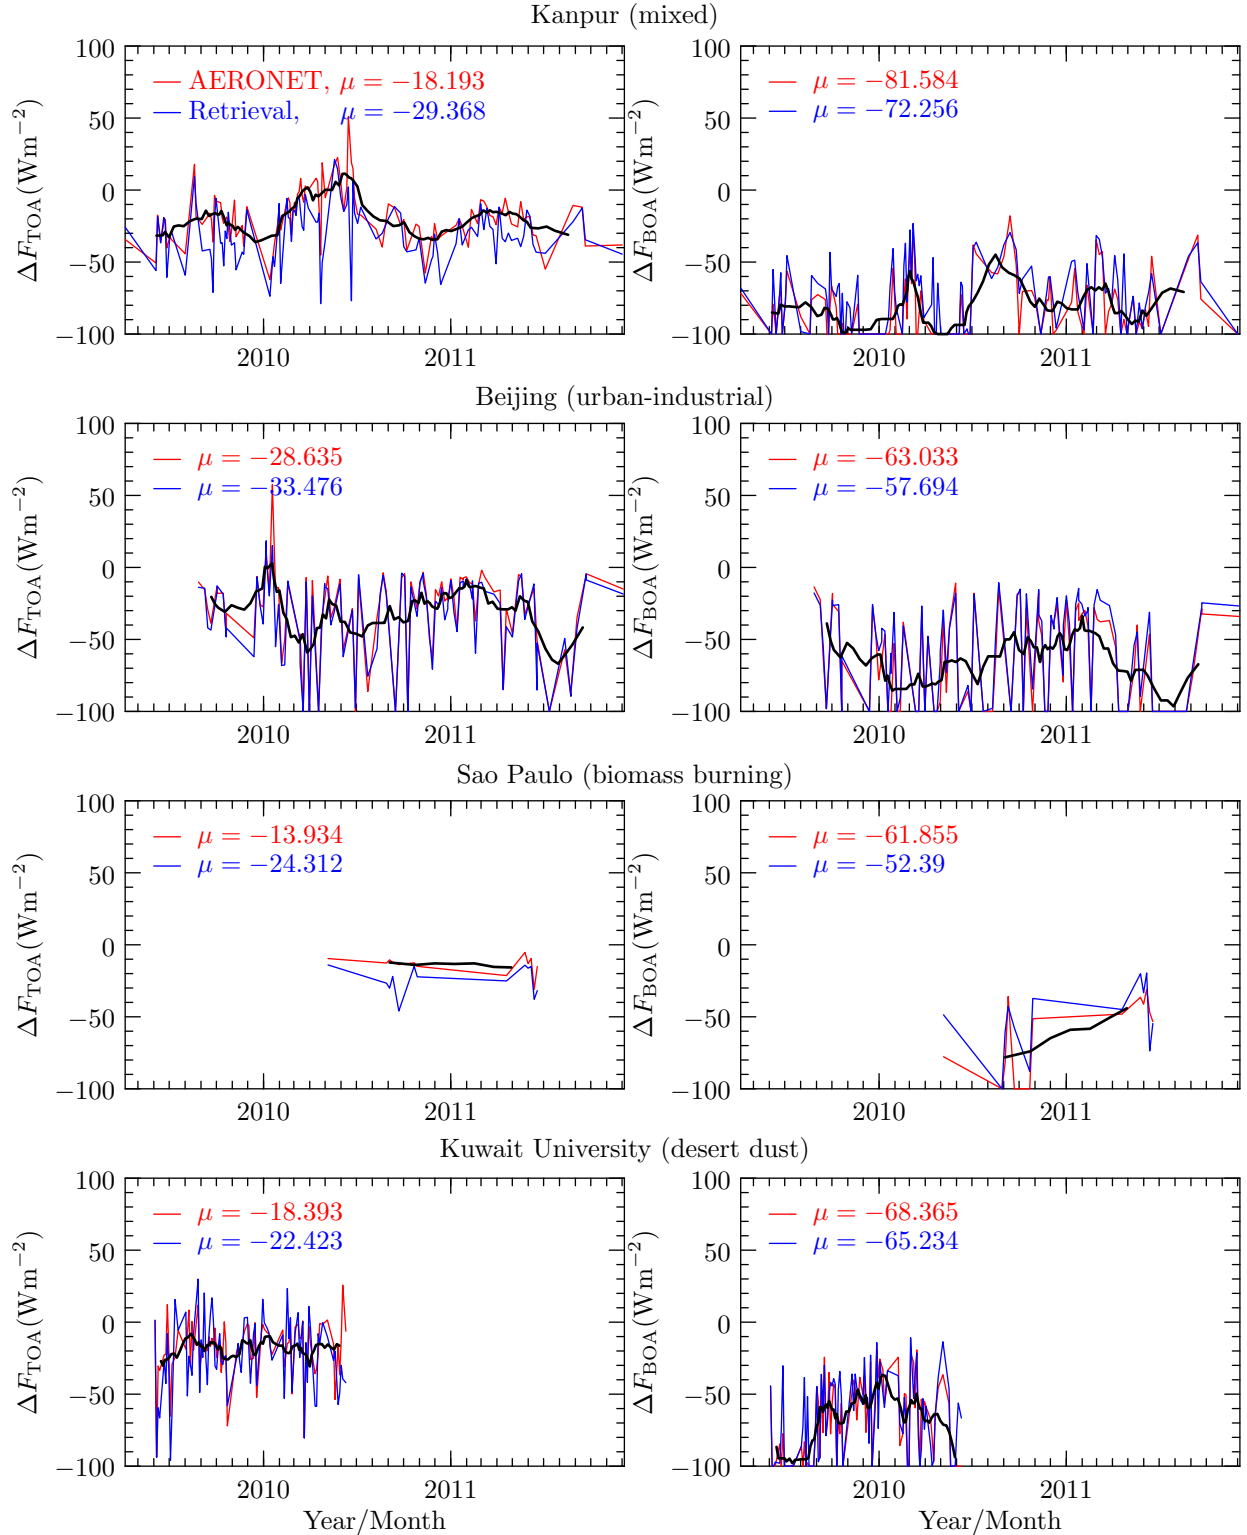 Kanpur (mixed)
100
50
0
−50
−100
ΔF_TOA(Wm⁻²)
AERONET, μ = −18.193
Retrieval, μ = −29.368
2010
2011
100
50
0
−50
−100
ΔF_BOA(Wm⁻²)
μ = −81.584
μ = −72.256
2010
2011
Beijing (urban-industrial)
100
50
0
−50
−100
ΔF_TOA(Wm⁻²)
μ = −28.635
μ = −33.476
2010
2011
100
50
0
−50
−100
ΔF_BOA(Wm⁻²)
μ = −63.033
μ = −57.694
2010
2011
Sao Paulo (biomass burning)
100
50
0
−50
−100
ΔF_TOA(Wm⁻²)
μ = −13.934
μ = −24.312
2010
2011
100
50
0
−50
−100
ΔF_BOA(Wm⁻²)
μ = −61.855
μ = −52.39
2010
2011
Kuwait University (desert dust)
100
50
0
−50
−100
ΔF_TOA(Wm⁻²)
μ = −18.393
μ = −22.423
2010
2011
Year/Month
100
50
0
−50
−100
ΔF_BOA(Wm⁻²)
μ = −68.365
μ = −65.234
2010
2011
Year/Month